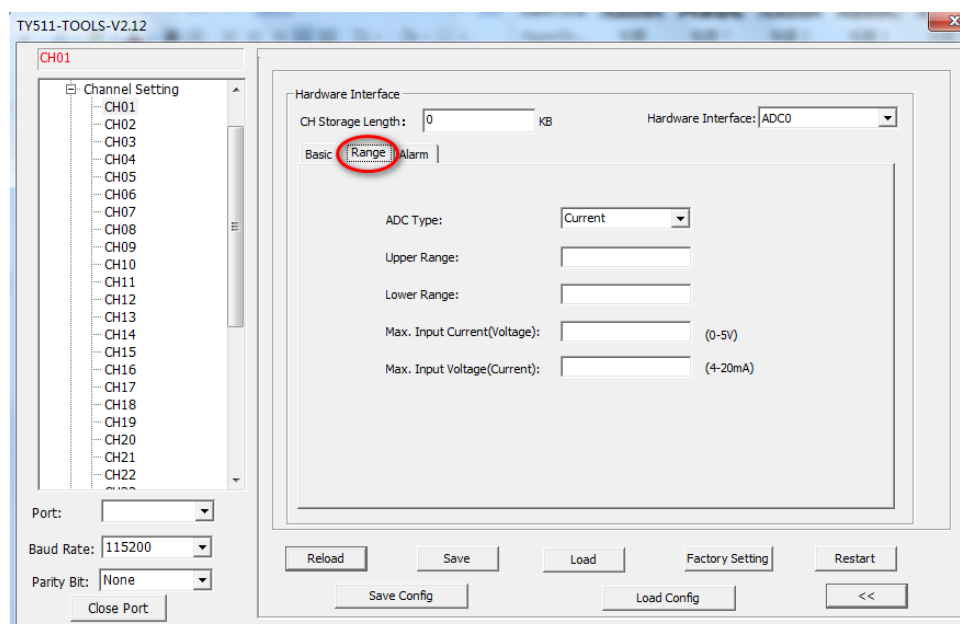 TY511-TOOLS-V2.12
CH01
Channel Setting
CH01
CH02
CH03
CH04
CH05
CH06
CH07
CH08
CH09
CH10
CH11
CH12
CH13
CH14
CH15
CH16
CH17
CH18
CH19
CH20
CH21
CH22
Port:
Baud Rate: 115200
Parity Bit: None
Close Port
Hardware Interface
CH Storage Length: 0 KB Hardware Interface: ADC0
Basic Range Alarm
ADC Type: Current
Upper Range:
Lower Range:
Max. Input Current(Voltage): (0-5V)
Max. Input Voltage(Current): (4-20mA)
Reload Save Load Factory Setting Restart
Save Config Load Config <<